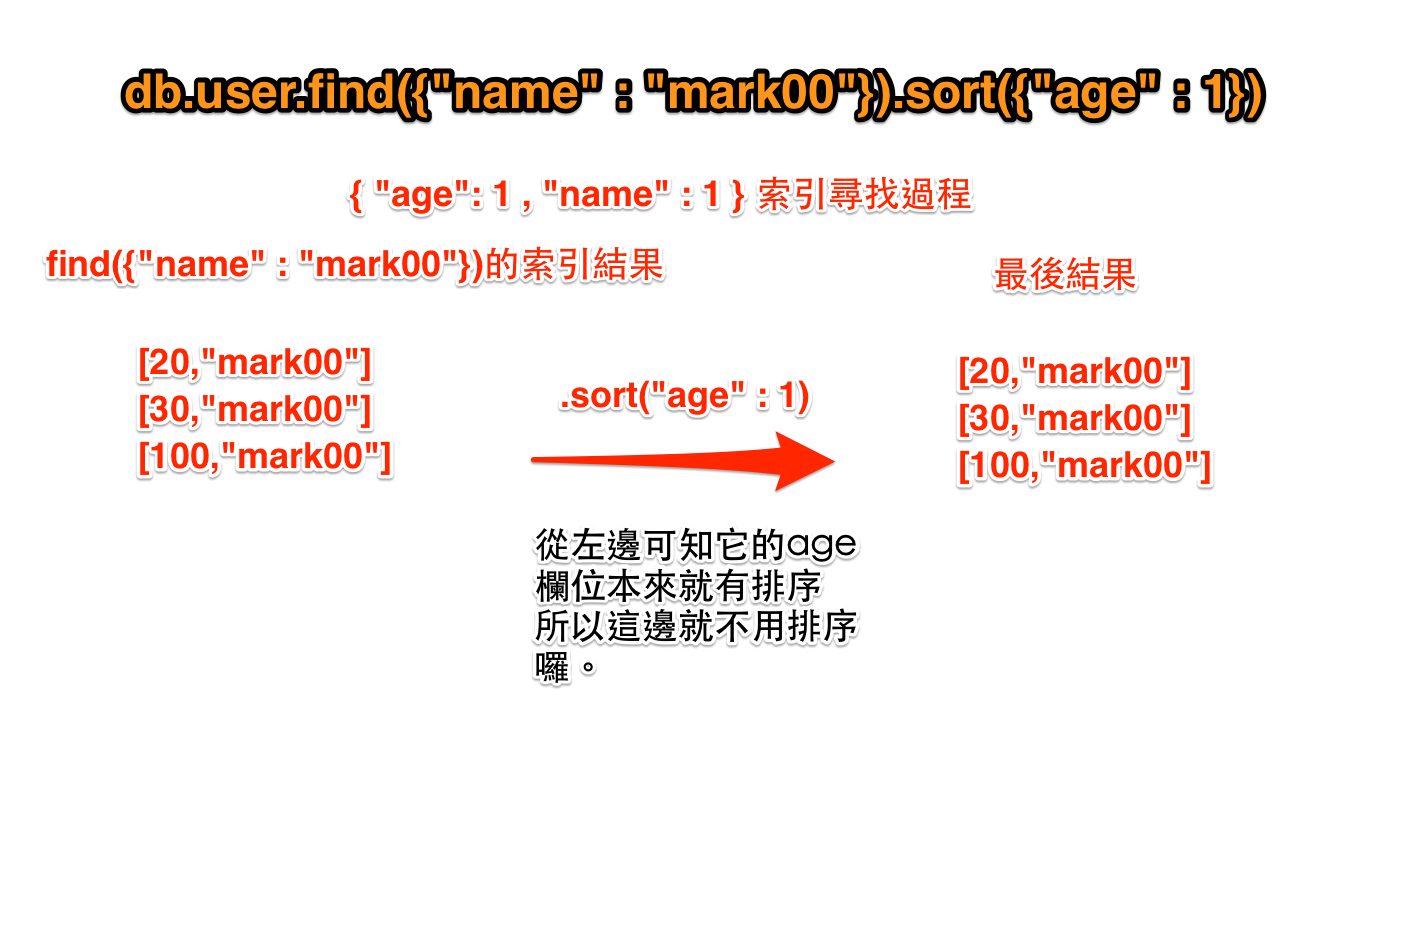 db.user.find({"name" : "mark00"}).sort({"age" : 1})
{ "age": 1 , "name" : 1 } 索引尋找過程
find({"name" : "mark00"})的索引結果
最後結果
[20,"mark00"]
[30,"mark00"]
[100,"mark00"]
.sort("age" : 1)
[20,"mark00"]
[30,"mark00"]
[100,"mark00"]
從左邊可知它的age
欄位本來就有排序
所以這邊就不用排序
囉。